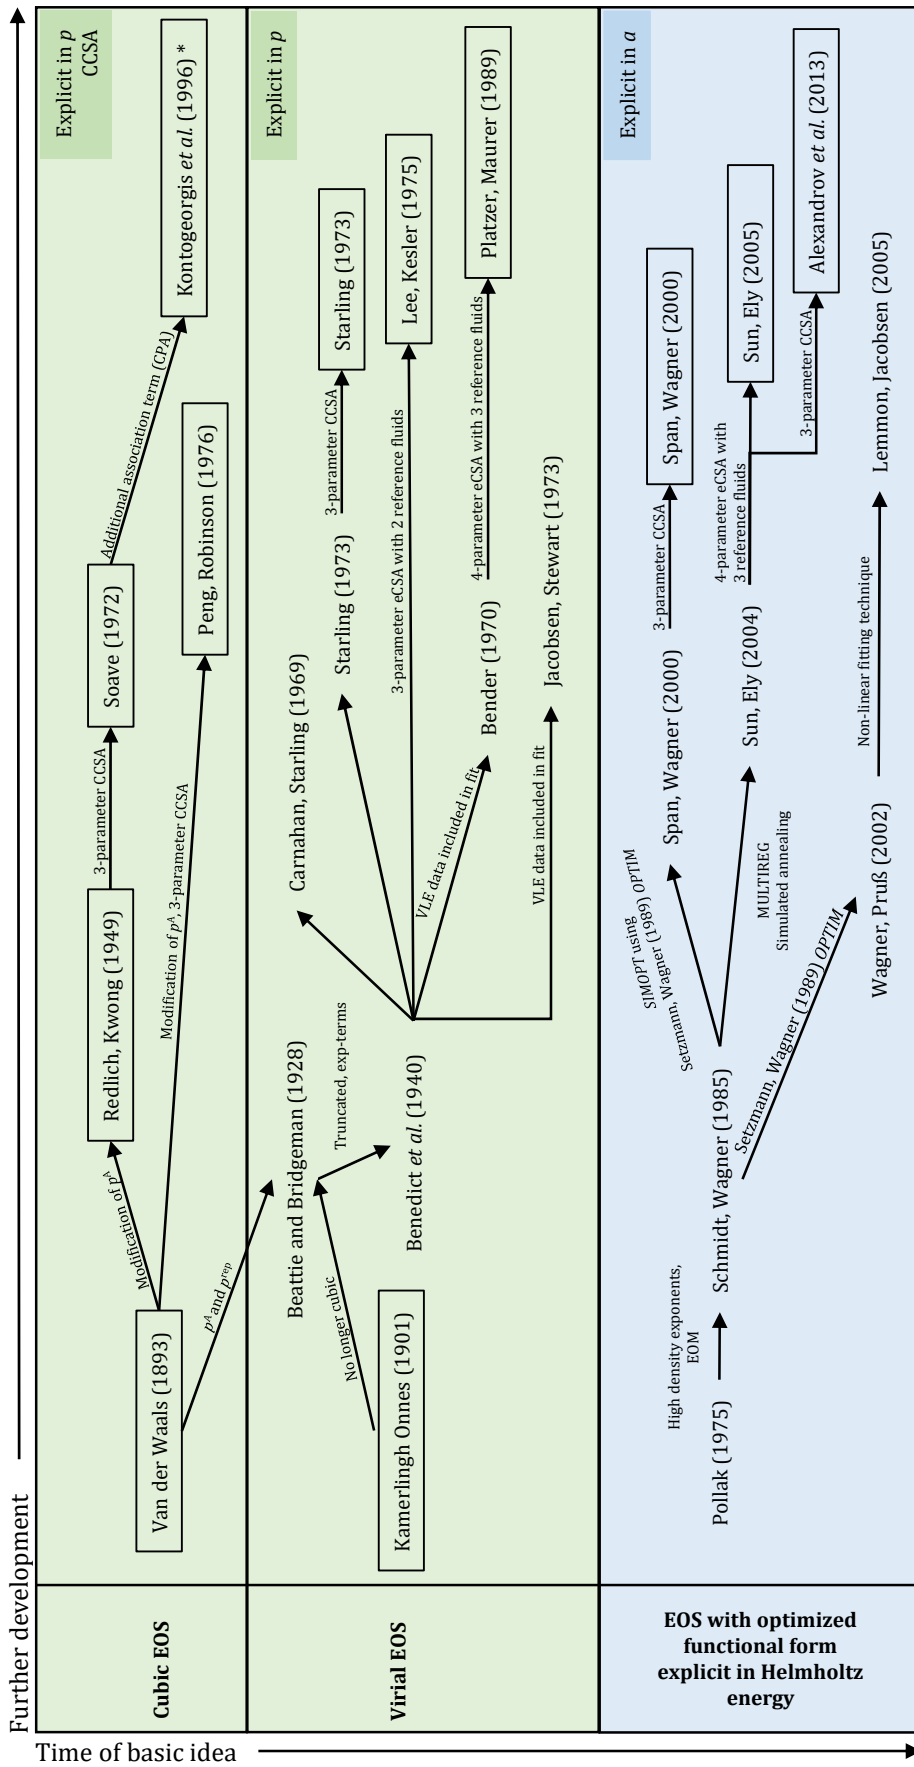 Further development
Time of basic idea
Cubic EOS
Explicit in p
CCSA
Van der Waals (1893)
Modification of pA
Redlich, Kwong (1949)
3-parameter CCSA
Soave (1972)
Additional association term (CPA)
Kontogeorgis et al. (1996) *
Modification of pA, 3-parameter CCSA
Peng, Robinson (1976)
pA and prep
Virial EOS
Explicit in p
Kamerlingh Onnes (1901)
No longer cubic
Beattie and Bridgeman (1928)
Truncated, exp-terms
Benedict et al. (1940)
Carnahan, Starling (1969)
Starling (1973)
3-parameter CCSA
Starling (1973)
3-parameter eCSA with 2 reference fluids
Lee, Kesler (1975)
VLE data included in fit
Bender (1970)
4-parameter eCSA with 3 reference fluids
Platzer, Maurer (1989)
VLE data included in fit
Jacobsen, Stewart (1973)
EOS with optimized
functional form
explicit in Helmholtz
energy
Explicit in a
Pollak (1975)
High density exponents,
EOM
Schmidt, Wagner (1985)
SIMOPT using
Setzmann, Wagner (1989) OPTIM
Span, Wagner (2000)
3-parameter CCSA
Span, Wagner (2000)
MULTIREG
Simulated annealing
Sun, Ely (2004)
4-parameter eCSA with
3 reference fluids
Sun, Ely (2005)
3-parameter CCSA
Alexandrov et al. (2013)
Setzmann, Wagner (1989) OPTIM
Wagner, Pruß (2002)
Non-linear fitting technique
Lemmon, Jacobsen (2005)